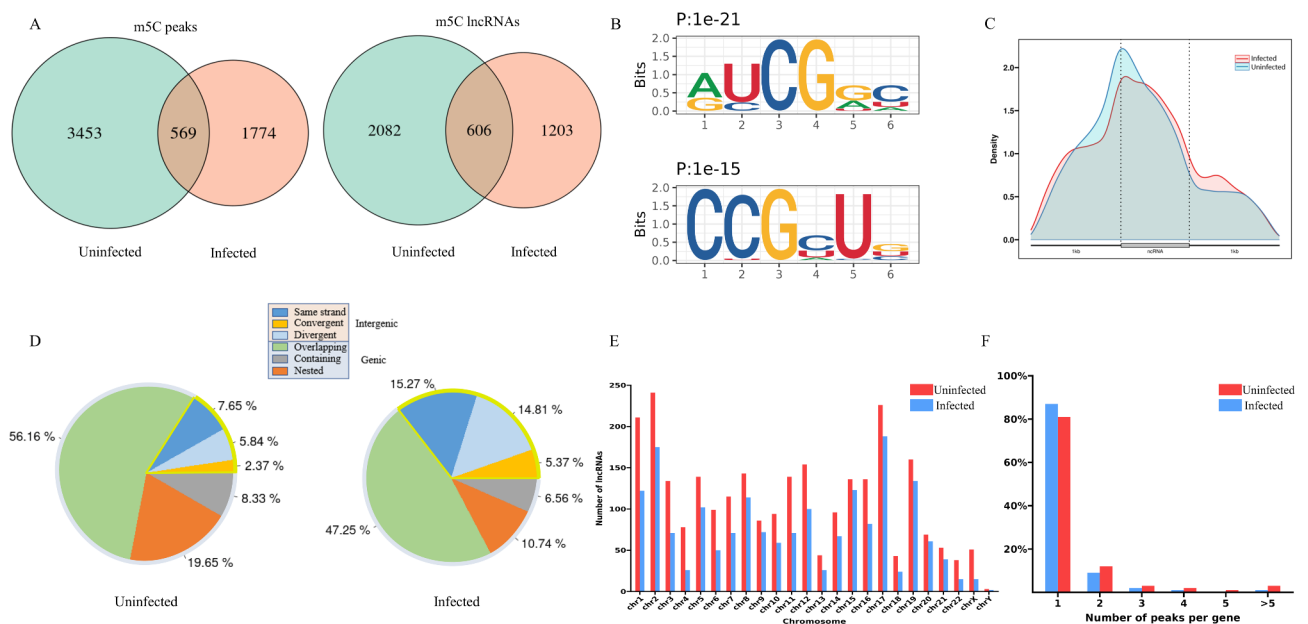 A
m5C peaks
3453
569
1774
Uninfected
Infected
m5C lncRNAs
2082
606
1203
Uninfected
Infected
B
P:1e-21
Bits
2.0
1.5
1.0
0.5
0.0
A
G
U
C
C
G
G
A
C
U
1 2 3 4 5 6
P:1e-15
Bits
2.0
1.5
1.0
0.5
0.0
C
C
G
C
U
U
G
U
C
1 2 3 4 5 6
C
Infected
Uninfected
Density
2.0
1.5
1.0
0.5
0.0
1kb
ncRNA
1kb
D
Same strand
Convergent
Divergent
Intergenic
Overlapping
Containing
Nested
Genic
7.65 %
5.84 %
2.37 %
8.33 %
19.65 %
56.16 %
Uninfected
15.27 %
14.81 %
5.37 %
6.56 %
10.74 %
47.25 %
Infected
E
Uninfected
Infected
Number of lncRNAs
250
200
150
100
50
0
chr1 chr2 chr3 chr4 chr5 chr6 chr7 chr8 chr9 chr10 chr11 chr12 chr13 chr14 chr15 chr16 chr17 chr18 chr19 chr20 chr21 chr22 chrX chrY
Chromosome
F
Uninfected
Infected
100%
80%
60%
40%
20%
1 2 3 4 5 >5
Number of peaks per gene